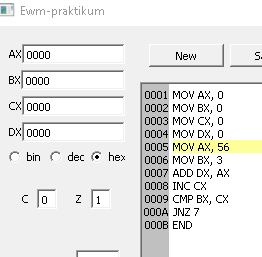 Ewm-praktikum
AX 0000
New
BX 0000
CX 0000
DX 0000
bin dec hex
C 0 Z 1
0001 MOV AX, 0
0002 MOV BX, 0
0003 MOV CX, 0
0004 MOV DX, 0
0005 MOV AX, 56
0006 MOV BX, 3
0007 ADD DX, AX
0008 INC CX
0009 CMP BX, CX
000A JNZ 7
000B END